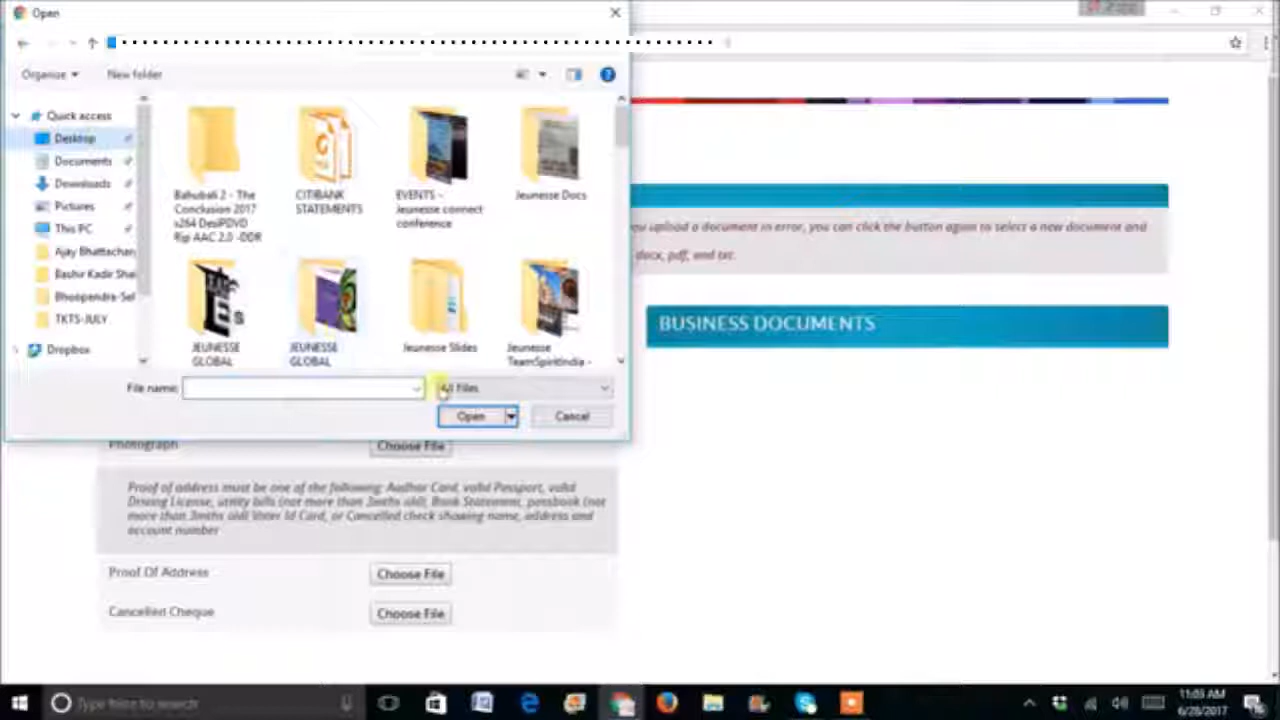 Open
Organize
New folder
Quick access
Desktop
Documents
Downloads
Pictures
This PC
Ajay Bhattachar
Bashir Kadir Sha
Bhoopendra-Sel
TKTS-JULY
Dropbox
Bahubali 2 - The
Conclusion 2017
x264 DesiPDVD
Rip AAC 2.0 -DDR
CITIBANK
STATEMENTS
EVENTS -
Jeunesse connect
conference
Jeunesse Docs
JEUNESSE
GLOBAL
JEUNESSE
GLOBAL
Jeunesse Slides
Jeunesse
TeamSpiritIndia -
File name:
All Files
Open
Cancel
you upload a document in error, you can click the button again to select a new document and
docx, pdf, and txt.
BUSINESS DOCUMENTS
Photograph
Choose File
Proof of address must be one of the following: Aadhar Card, valid Passport, valid
Driving License, utility bills (not more than 3mths old), Bank Statement, passbook (not
more than 3mths old) Voter Id Card, or Cancelled check showing name, address and
account number
Proof Of Address
Choose File
Cancelled Cheque
Choose File
Type here to search
11:03 AM
6/28/2017